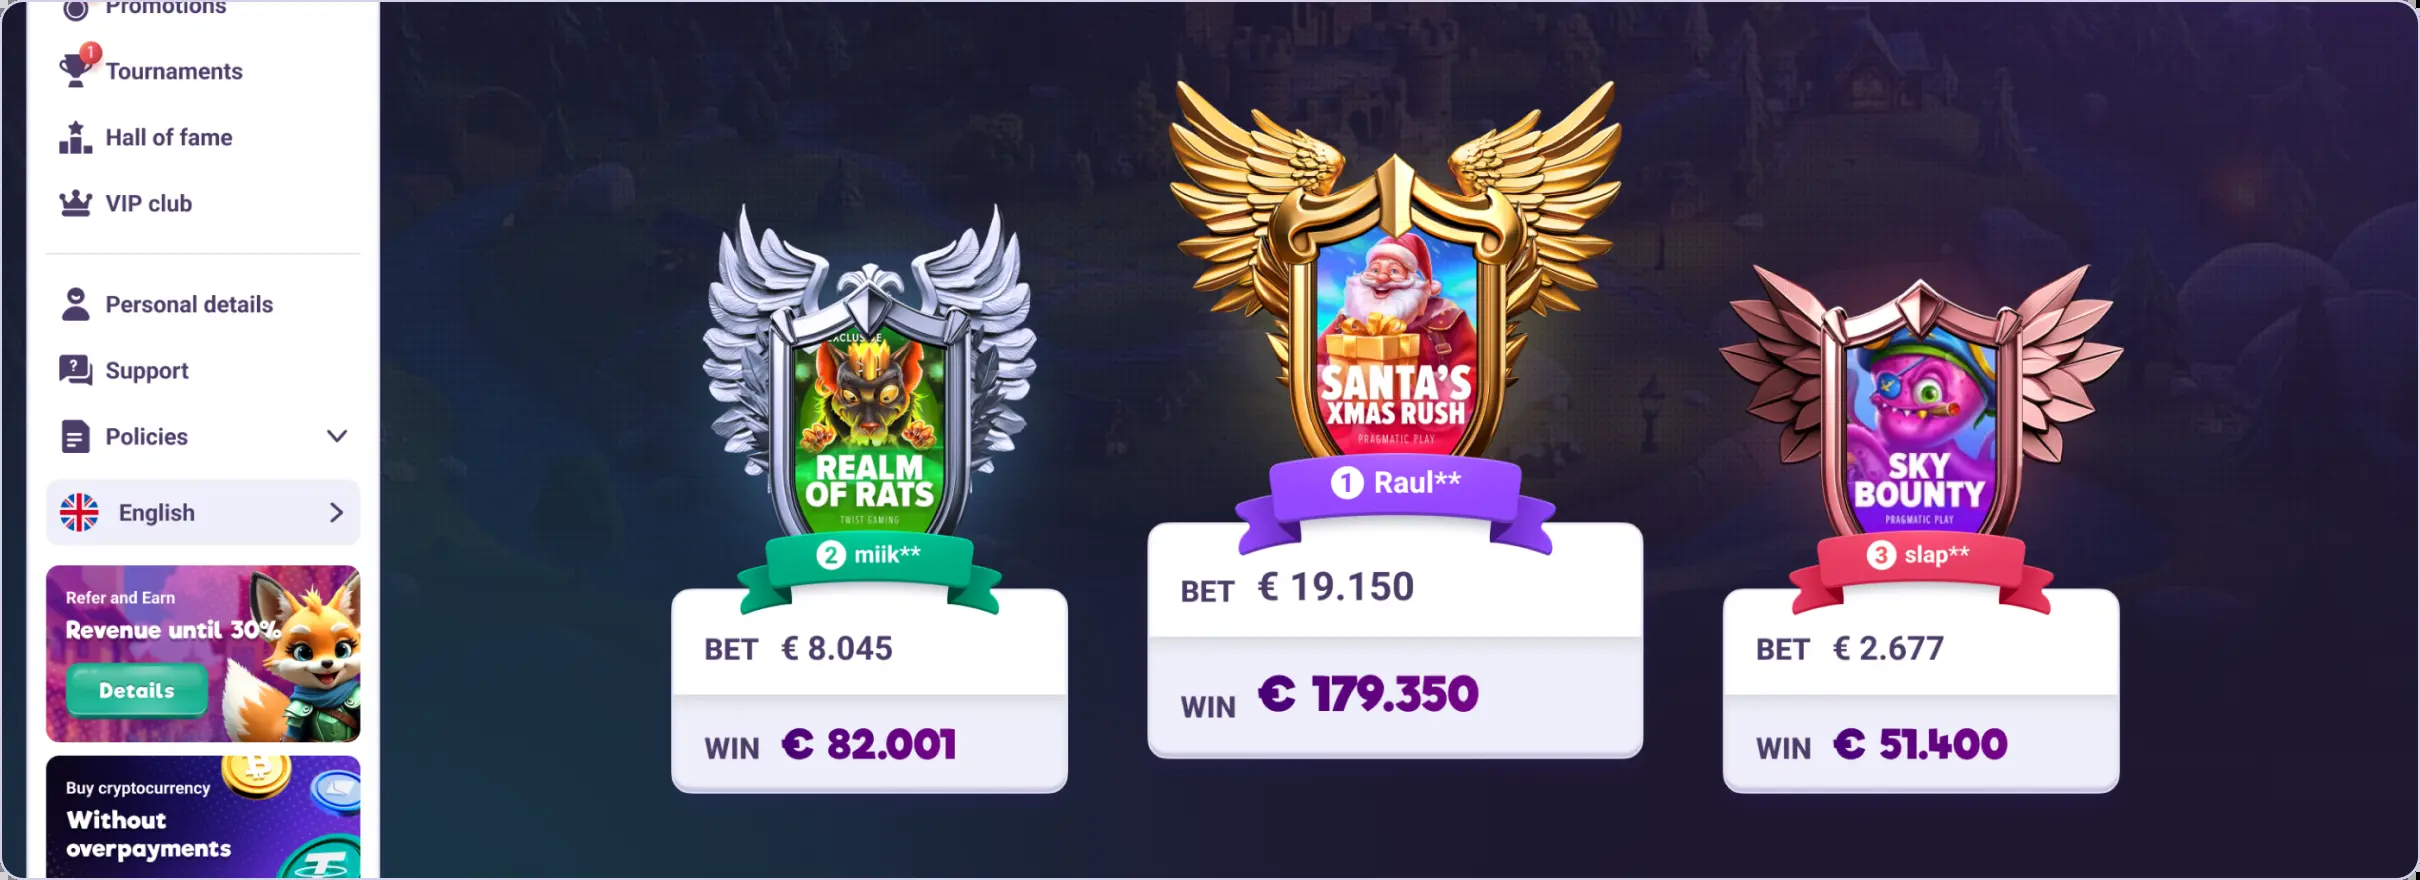 Promotions
1
Tournaments
Hall of fame
VIP club
Personal details
Support
Policies
English
Refer and Earn
Revenue until 30%
Details
Buy cryptocurrency
Without
overpayments
REALM
OF RATS
TWIST GAMING
2 miik**
BET € 8.045
WIN € 82.001
SANTA'S
XMAS RUSH
PRAGMATIC PLAY
1 Raul**
BET € 19.150
WIN € 179.350
SKY
BOUNTY
PRAGMATIC PLAY
3 slap**
BET € 2.677
WIN € 51.400